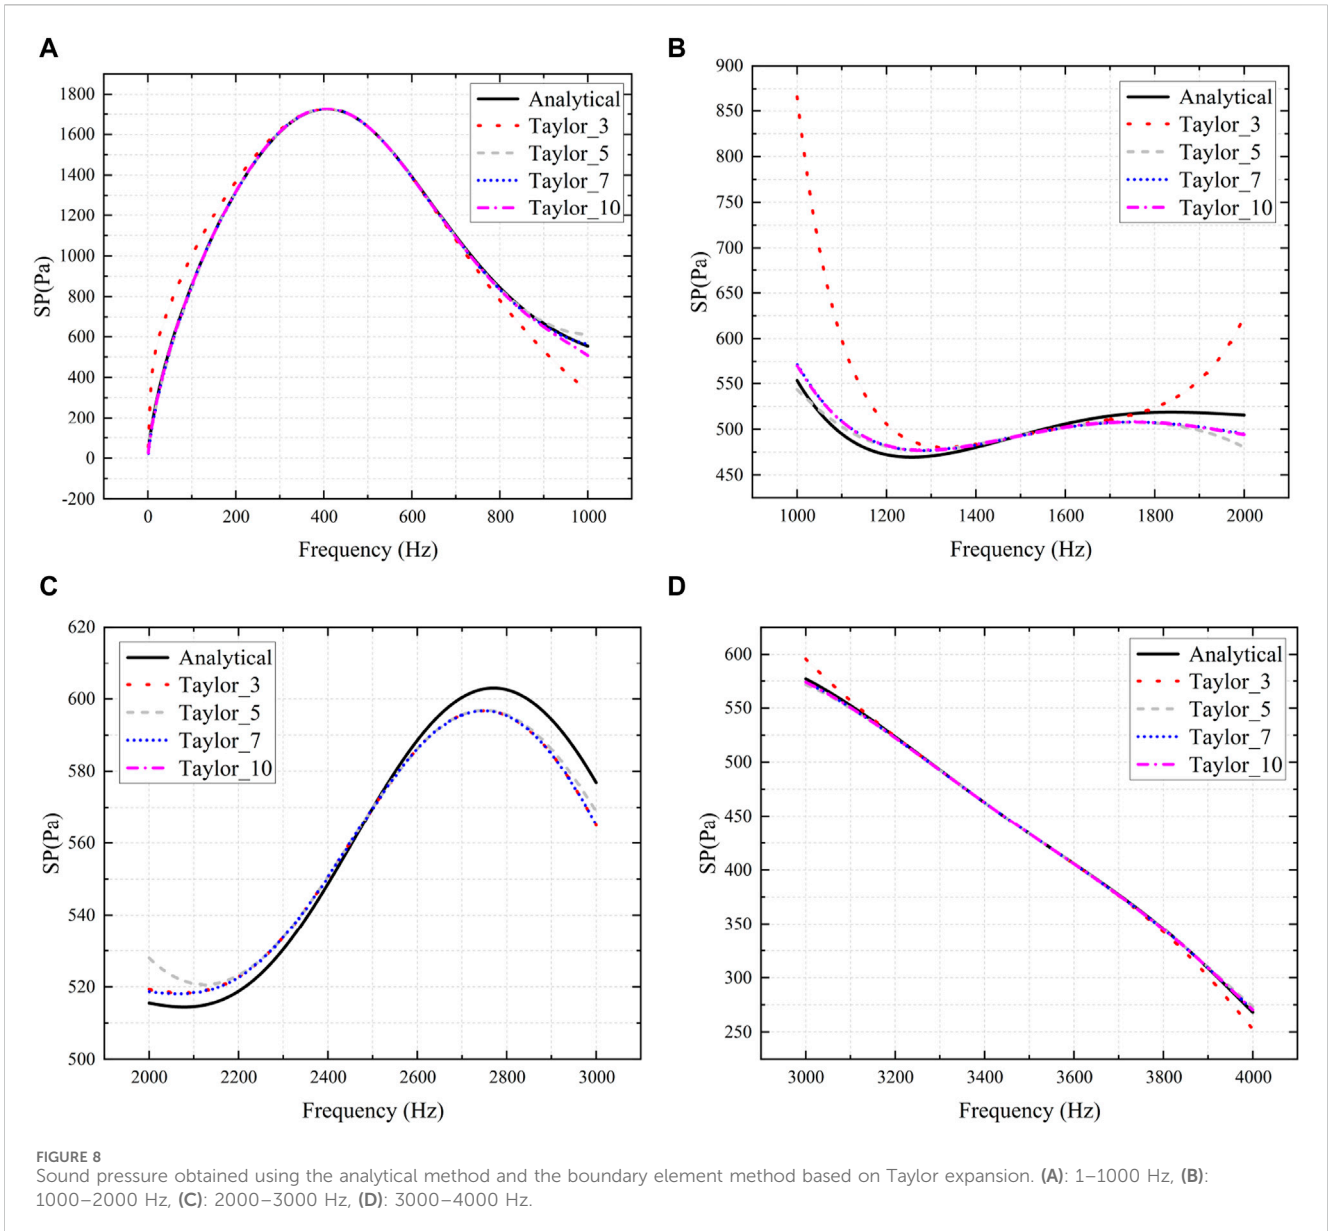 A
1800
1600
1400
1200
1000
800
600
400
200
0
-200
SP(Pa)
0 200 400 600 800 1000
Frequency (Hz)
Analytical
Taylor_3
Taylor_5
Taylor_7
Taylor_10
B
900
850
800
750
700
650
600
550
500
450
SP(Pa)
1000 1200 1400 1600 1800 2000
Frequency (Hz)
Analytical
Taylor_3
Taylor_5
Taylor_7
Taylor_10
C
620
600
580
560
540
520
500
SP(Pa)
2000 2200 2400 2600 2800 3000
Frequency (Hz)
Analytical
Taylor_3
Taylor_5
Taylor_7
Taylor_10
D
600
550
500
450
400
350
300
250
SP(Pa)
3000 3200 3400 3600 3800 4000
Frequency (Hz)
Analytical
Taylor_3
Taylor_5
Taylor_7
Taylor_10
FIGURE 8
Sound pressure obtained using the analytical method and the boundary element method based on Taylor expansion. (A): 1–1000 Hz, (B):
1000–2000 Hz, (C): 2000–3000 Hz, (D): 3000–4000 Hz.